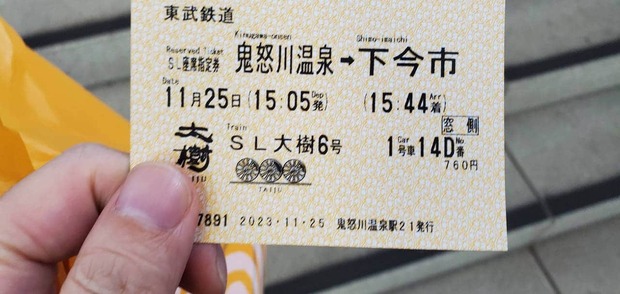 東武鉄道
Kinugawa-onsen Shimo-imaichi
Reserved Ticket
SL座席指定券 鬼怒川温泉➡下今市
Date Dep Arr
11月25日(15:05発) (15:44着)
窓側
大樹 Train Car No
TAIJU SL大樹6号 1号車14D番
TAIJU 760円
7891 2023.11.25 鬼怒川温泉駅21発行